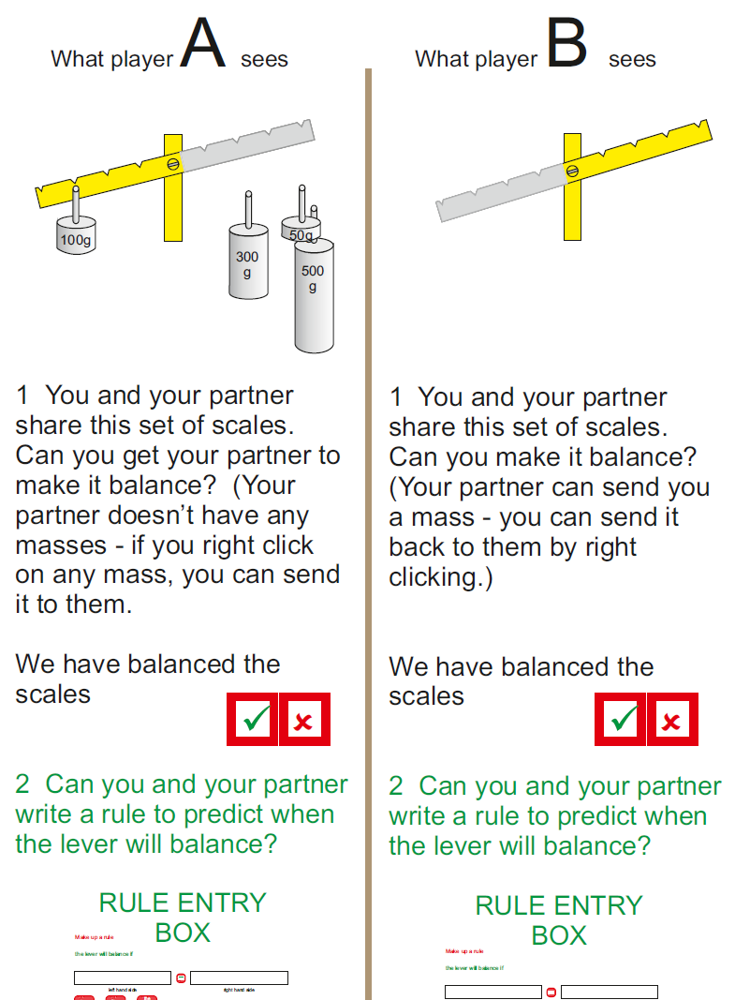 What player A sees
100g
300
g
50g
500
g
1 You and your partner
share this set of scales.
Can you get your partner to
make it balance? (Your
partner doesn't have any
masses - if you right click
on any mass, you can send
it to them.
We have balanced the
scales
2 Can you and your partner
write a rule to predict when
the lever will balance?
RULE ENTRY
BOX
Make up a rule
the lever will balance if
left hand side
right hand side
What player B sees
1 You and your partner
share this set of scales.
Can you make it balance?
(Your partner can send you
a mass - you can send it
back to them by right
clicking.)
We have balanced the
scales
2 Can you and your partner
write a rule to predict when
the lever will balance?
RULE ENTRY
BOX
Make up a rule
the lever will balance if